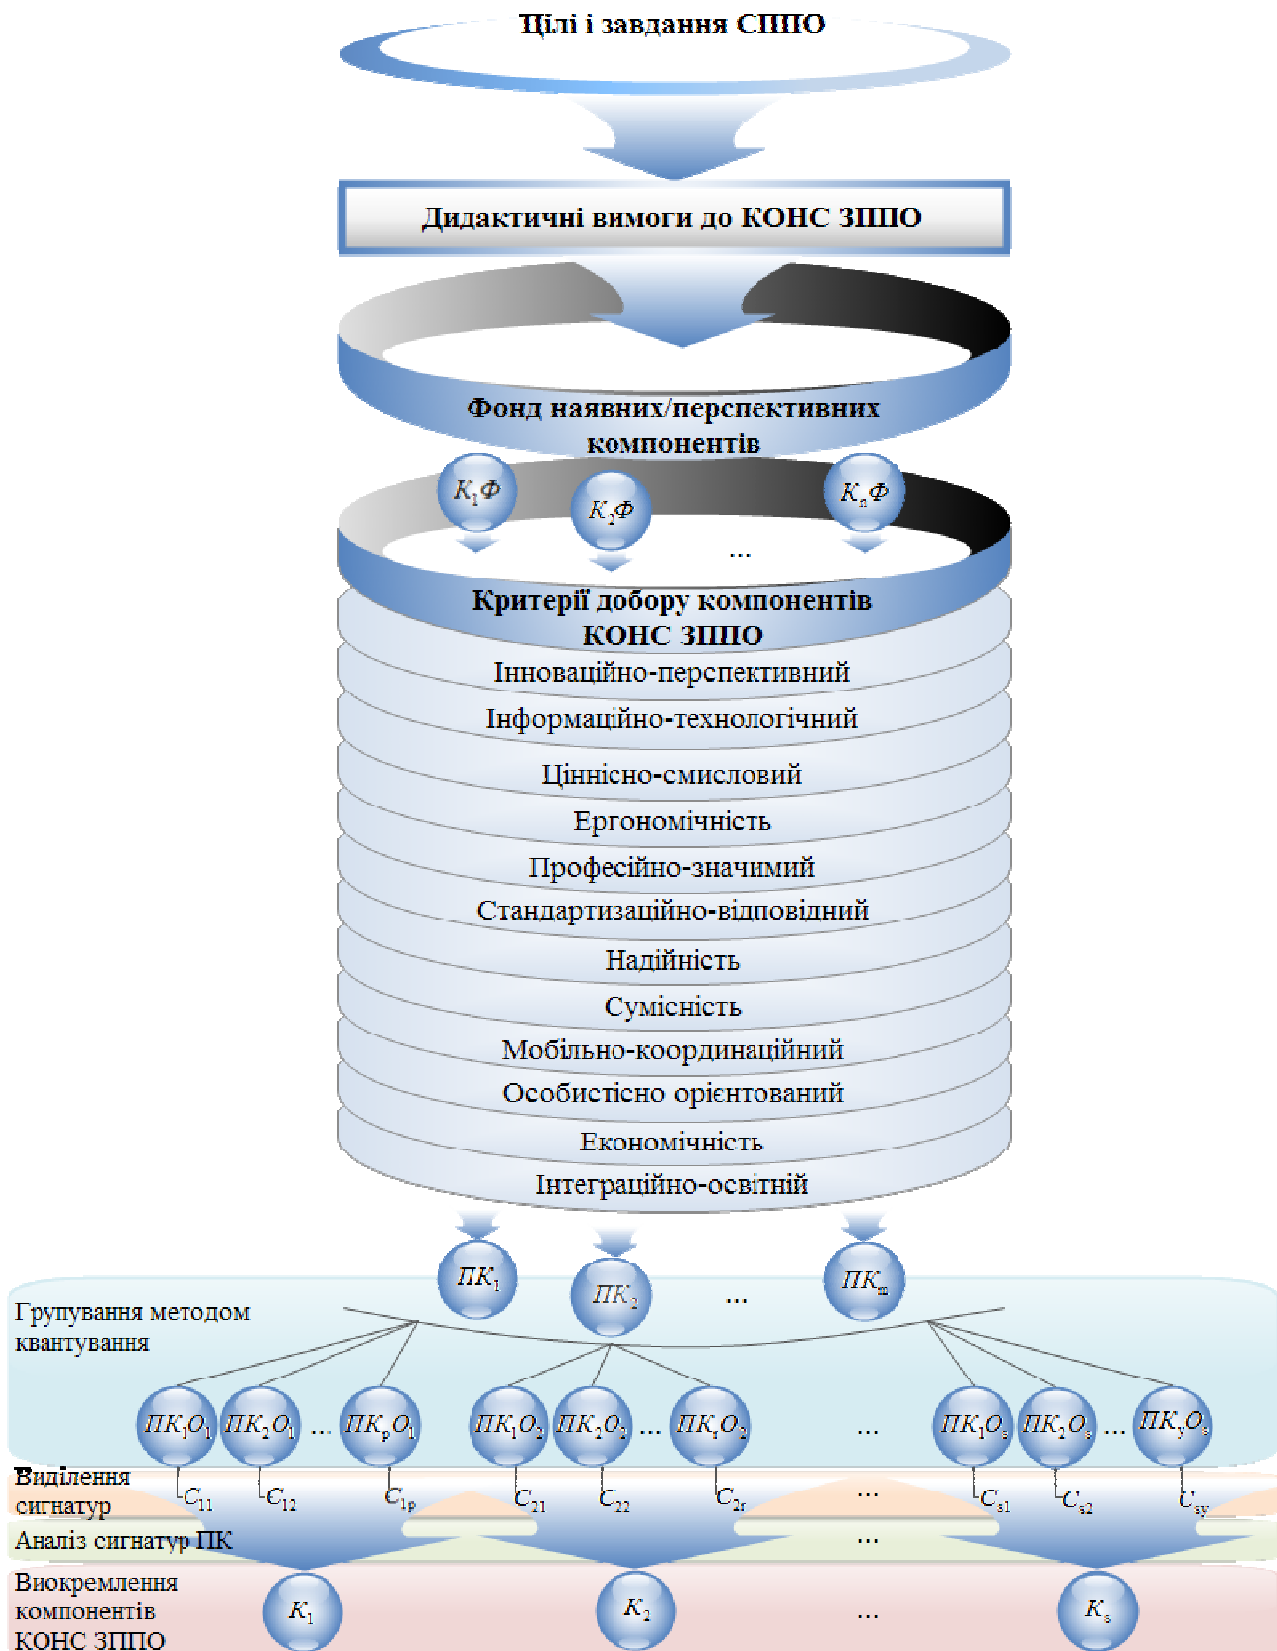 Цілі і завдання СППО
Дидактичні вимоги до КОНС ЗППО
Фонд наявних/перспективних
компонентів
К₁Ф
К₂Ф
...
КₙФ
Критерії добору компонентів
КОНС ЗППО
Інноваційно-перспективний
Інформаційно-технологічний
Ціннісно-смисловий
Ергономічність
Професійно-значимий
Стандартизаційно-відповідний
Надійність
Сумісність
Мобільно-координаційний
Особистісно орієнтований
Економічність
Інтеграційно-освітній
ПК₁ ПК₂ ... ПКₘ
Групування методом
квантування
ПК₁О₁ ПК₂О₁ ... ПКₚО₁ ПК₁О₂ ПК₂О₂ ... ПКᵣО₂ ... ПК₁Оₛ ПК₂Оₛ ... ПКᵧОₛ
Виділення
сигнатур
С₁₁ С₁₂ С₁ₚ С₂₁ С₂₂ С₂ᵣ ... Сₛ₁ Сₛ₂ Сₛᵧ
Аналіз сигнатур ПК ...
Виокремлення
компонентів
КОНС ЗППО
К₁ К₂ ... Кₛ